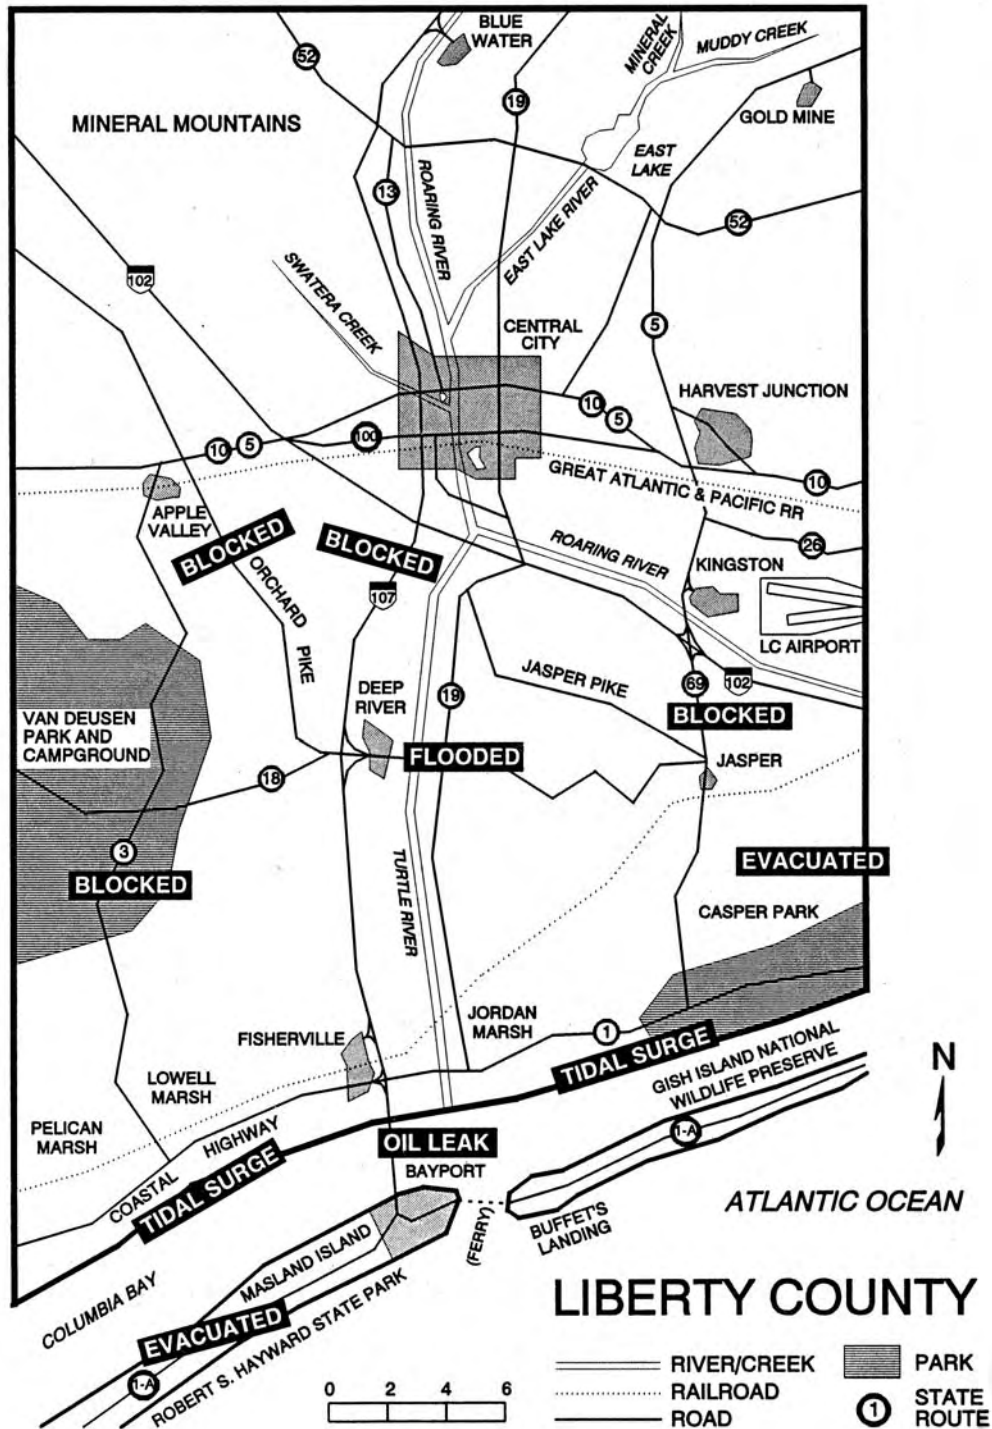 BLUE
WATER
MINERAL
CREEK
MUDDY CREEK
52
19
GOLD MINE
MINERAL MOUNTAINS
EAST
LAKE
ROARING RIVER
13
EAST LAKE RIVER
52
102
SWATERA CREEK
CENTRAL
CITY
5
HARVEST JUNCTION
10
5
10
5
100
GREAT ATLANTIC & PACIFIC RR
10
APPLE
VALLEY
BLOCKED
BLOCKED
ORCHARD
PIKE
ROARING RIVER
26
KINGSTON
107
LC AIRPORT
JASPER PIKE
DEEP
RIVER
19
69
102
BLOCKED
VAN DEUSEN
PARK AND
CAMPGROUND
FLOODED
JASPER
18
3
BLOCKED
TURTLE RIVER
EVACUATED
CASPER PARK
JORDAN
MARSH
1
FISHERVILLE
TIDAL SURGE
GISH ISLAND NATIONAL
WILDLIFE PRESERVE
N
LOWELL
MARSH
PELICAN
MARSH
COASTAL
HIGHWAY
TIDAL SURGE
OIL LEAK
BAYPORT
1-A
(FERRY)
BUFFET'S
LANDING
ATLANTIC OCEAN
MASLAND ISLAND
COLUMBIA BAY
EVACUATED
ROBERT S. HAYWARD STATE PARK
1-A
LIBERTY COUNTY
0 2 4 6
RIVER/CREEK
RAILROAD
ROAD
PARK
1
STATE
ROUTE